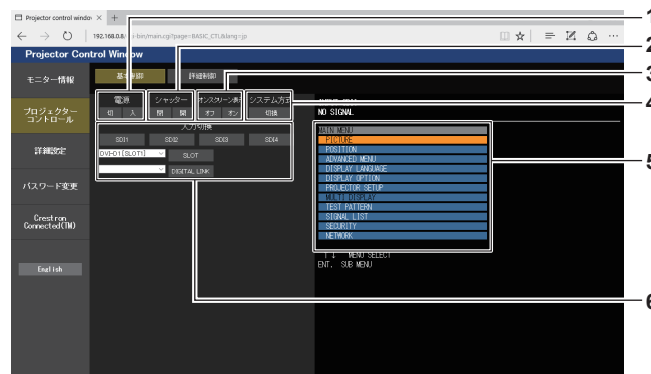 Projector control window
192.168.0.8/
-bin/main.cgi?page=BASIC_CTL&lang=jp
Projector Control Window
モニター情報
プロジェクター
コントロール
詳細設定
パスワード変更
Crestron
Connected(TM)
English
基本制御
詳細制御
電源
切 入
シャッター
閉 開
オンスクリーン表示
オフ オン
システム方式
切換
入力切換
SDI1 SDI2 SDI3 SDI4
DVI-D1[SLOT1] SLOT
DIGITAL LINK
NO SIGNAL
MAIN MENU
PICTURE
POSITION
ADVANCED MENU
DISPLAY LANGUAGE
DISPLAY OPTION
PROJECTOR SETUP
MULTI DISPLAY
TEST PATTERN
SIGNAL LIST
SECURITY
NETWORK
↑↓ MENU SELECT
ENT. SUB MENU
1
2
3
4
5
6